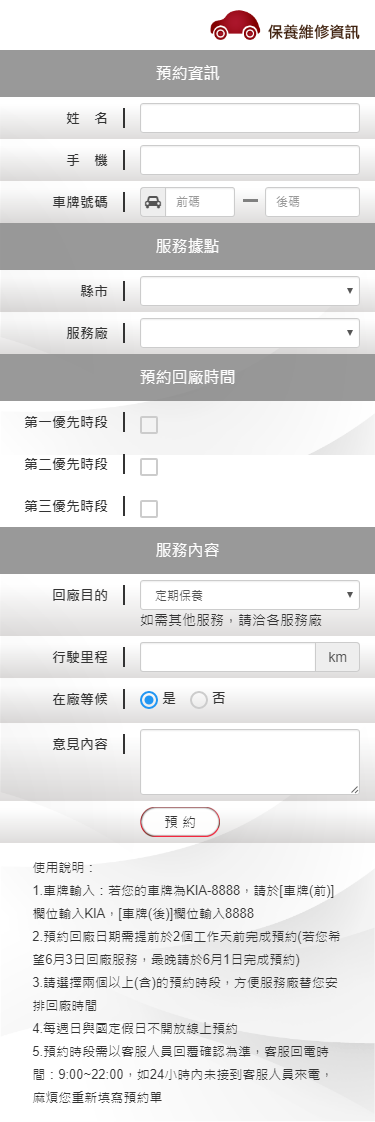 保養維修資訊
預約資訊
姓 名
手 機
車牌號碼 前碼 後碼
服務據點
縣市
服務廠
預約回廠時間
第一優先時段
第二優先時段
第三優先時段
服務內容
回廠目的 定期保養
如需其他服務，請洽各服務廠
行駛里程 km
在廠等候 是 否
意見內容
預 約
使用說明：
1.車牌輸入：若您的車牌為KIA-8888，請於[車牌(前)]
欄位輸入KIA，[車牌(後)]欄位輸入8888
2.預約回廠日期需提前於2個工作天前完成預約(若您希
望6月3日回廠服務，最晚請於6月1日完成預約)
3.請選擇兩個以上(含)的預約時段，方便服務廠替您安
排回廠時間
4.每週日與國定假日不開放線上預約
5.預約時段需以客服人員回覆確認為準，客服回電時
間：9:00~22:00，如24小時內未接到客服人員來電，
麻煩您重新填寫預約單